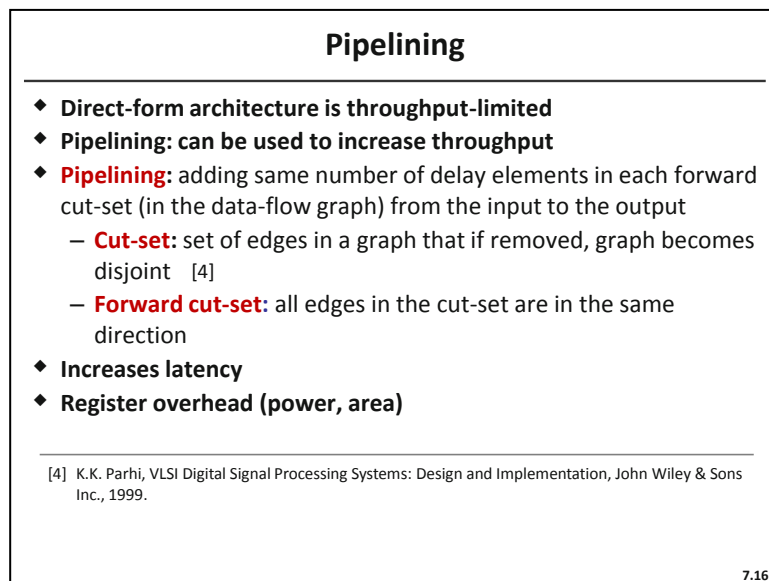 Pipelining
◆ Direct-form architecture is throughput-limited
◆ Pipelining: can be used to increase throughput
◆ Pipelining: adding same number of delay elements in each forward
cut-set (in the data-flow graph) from the input to the output
– Cut-set: set of edges in a graph that if removed, graph becomes
disjoint [4]
– Forward cut-set: all edges in the cut-set are in the same
direction
◆ Increases latency
◆ Register overhead (power, area)
[4] K.K. Parhi, VLSI Digital Signal Processing Systems: Design and Implementation, John Wiley & Sons
Inc., 1999.
7.16